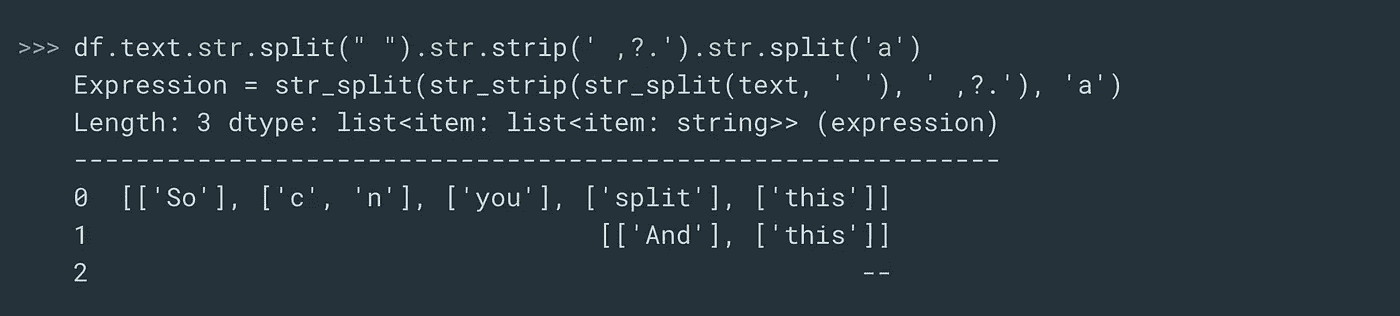 >>> df.text.str.split(" ").str.strip(' ,?.').str.split('a')
Expression = str_split(str_strip(str_split(text, ' '), ' ,?.'), 'a')
Length: 3 dtype: list<item: list<item: string>> (expression)
------------------------------------------------------------
0  [['So'], ['c', 'n'], ['you'], ['split'], ['this']]
1                                 [['And'], ['this']]
2                                                  --